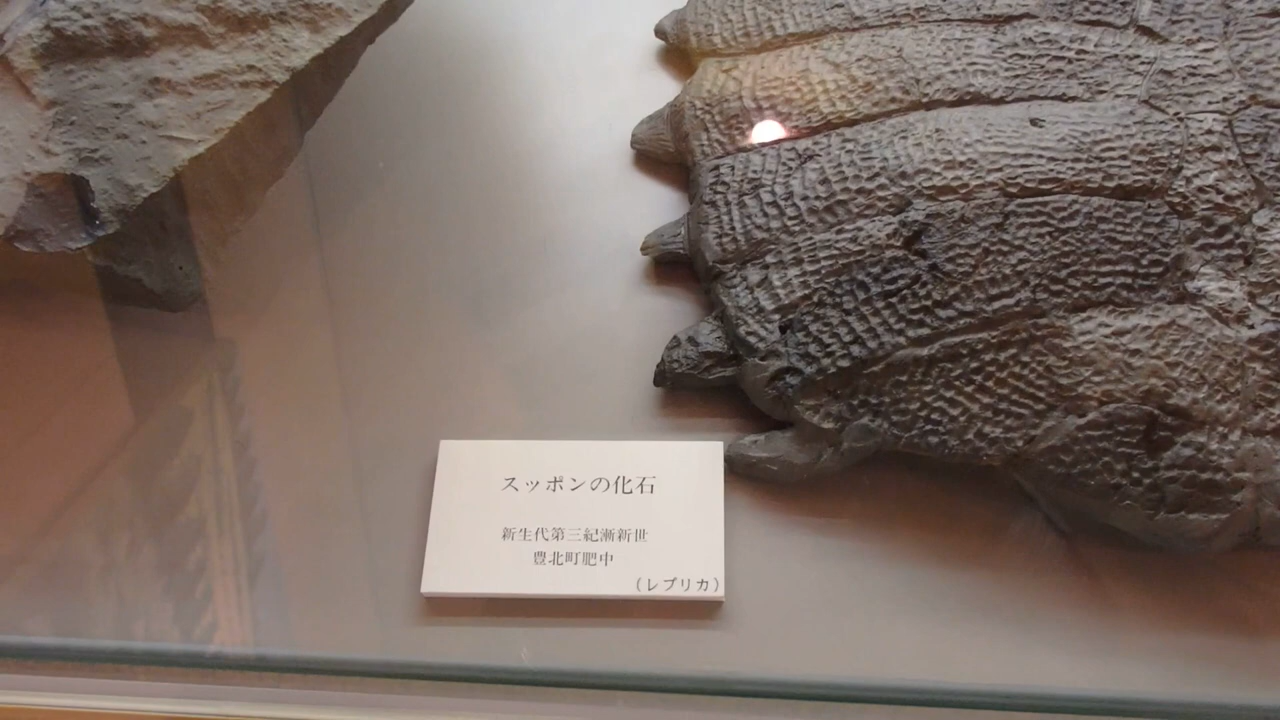 スッポンの化石
新生代第三紀漸新世
豊北町肥中
(レプリカ)